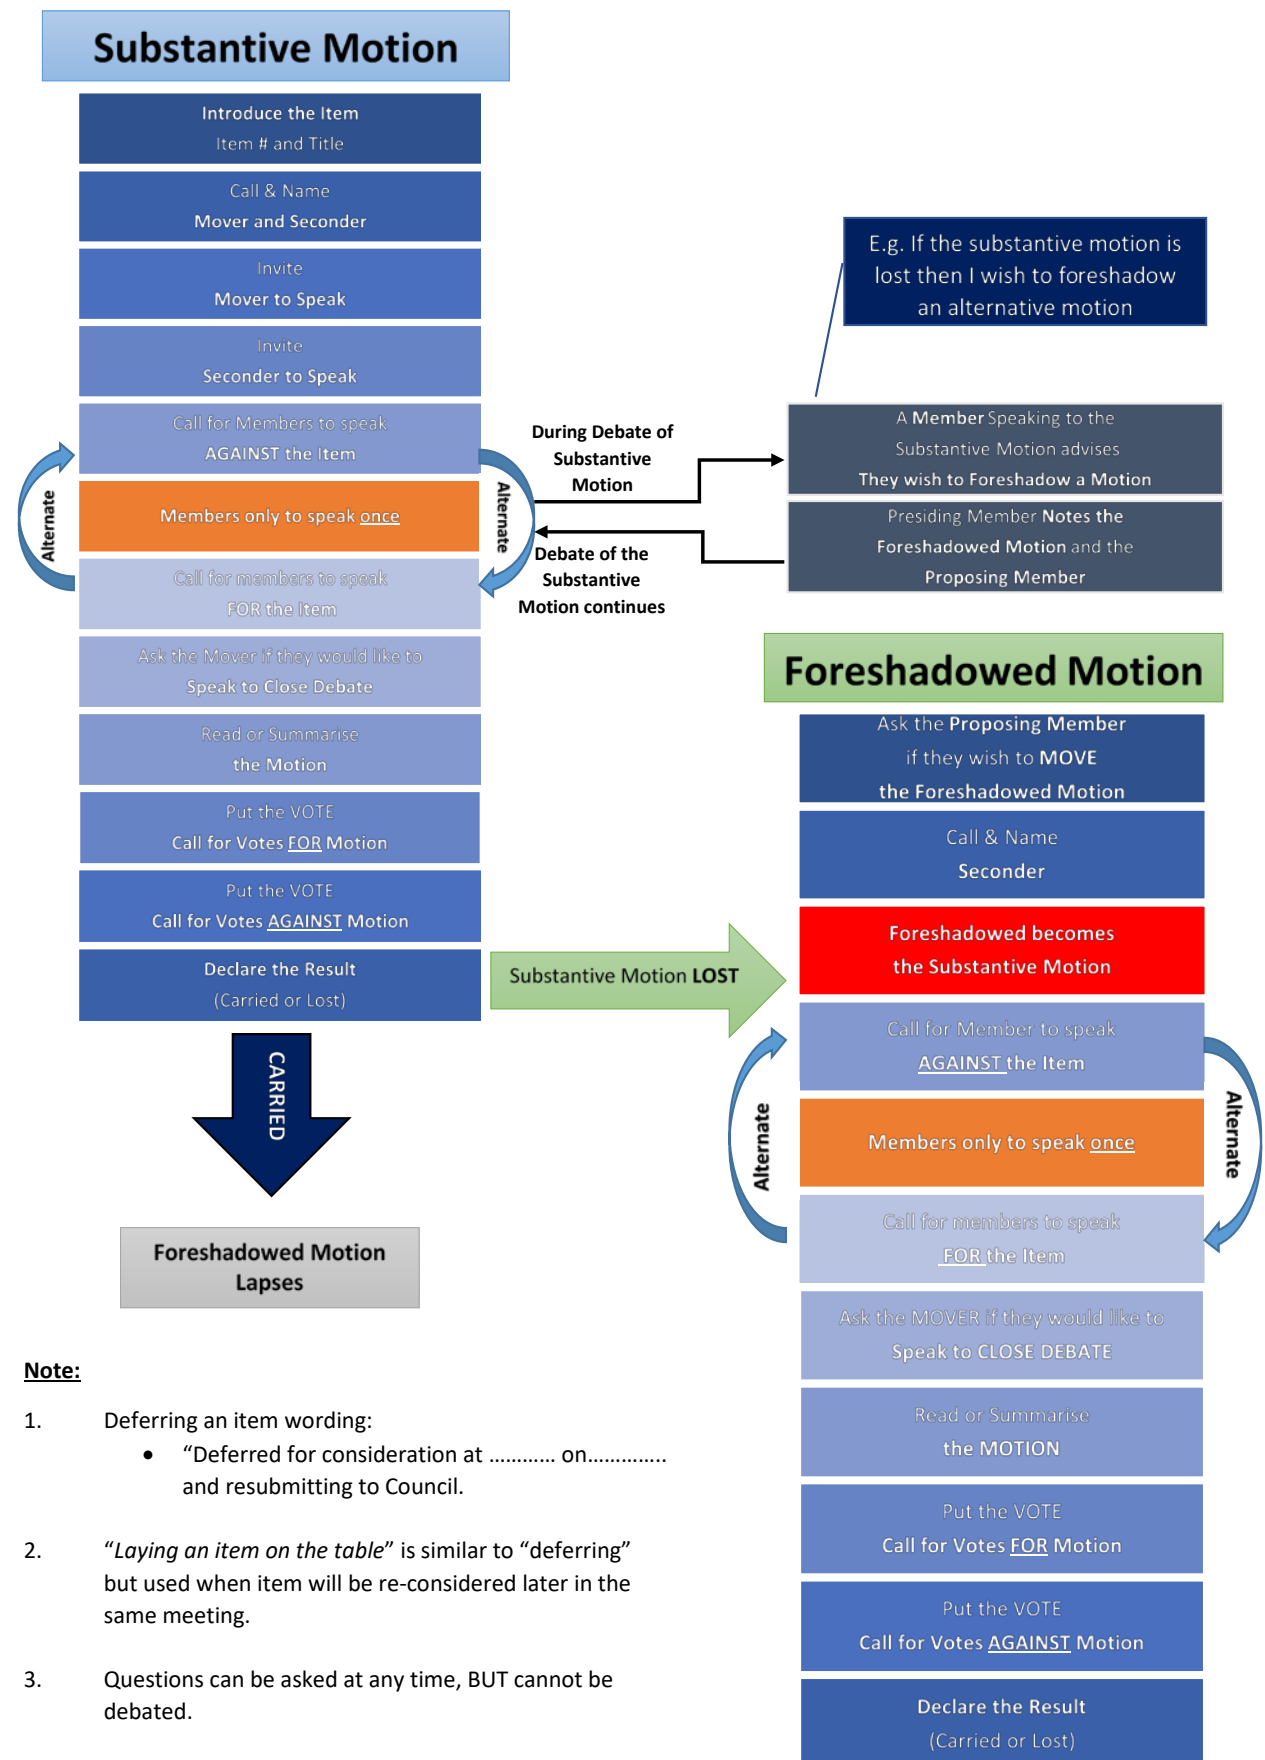 Substantive Motion
Introduce the Item
Item # and Title
Call & Name
Mover and Seconder
Invite
Mover to Speak
Invite
Seconder to Speak
Call for Members to speak
AGAINST the Item
Alternate
Members only to speak once
Alternate
Call for members to speak
FOR the Item
Ask the Mover if they would like to
Speak to Close Debate
Read or Summarise
the Motion
Put the VOTE
Call for Votes FOR Motion
Put the VOTE
Call for Votes AGAINST Motion
Declare the Result
(Carried or Lost)
CARRIED
Foreshadowed Motion
Lapses
During Debate of
Substantive
Motion
Debate of the
Substantive
Motion continues
E.g. If the substantive motion is
lost then I wish to foreshadow
an alternative motion
A Member Speaking to the
Substantive Motion advises
They wish to Foreshadow a Motion
Presiding Member Notes the
Foreshadowed Motion and the
Proposing Member
Substantive Motion LOST
Foreshadowed Motion
Ask the Proposing Member
if they wish to MOVE
the Foreshadowed Motion
Call & Name
Seconder
Foreshadowed becomes
the Substantive Motion
Call for Member to speak
AGAINST the Item
Alternate
Members only to speak once
Alternate
Call for members to speak
FOR the Item
Ask the MOVER if they would like to
Speak to CLOSE DEBATE
Read or Summarise
the MOTION
Put the VOTE
Call for Votes FOR Motion
Put the VOTE
Call for Votes AGAINST Motion
Declare the Result
(Carried or Lost)
Note:
1. Deferring an item wording:
• “Deferred for consideration at ………… on…………..
and resubmitting to Council.
2. “Laying an item on the table” is similar to “deferring”
but used when item will be re-considered later in the
same meeting.
3. Questions can be asked at any time, BUT cannot be
debated.